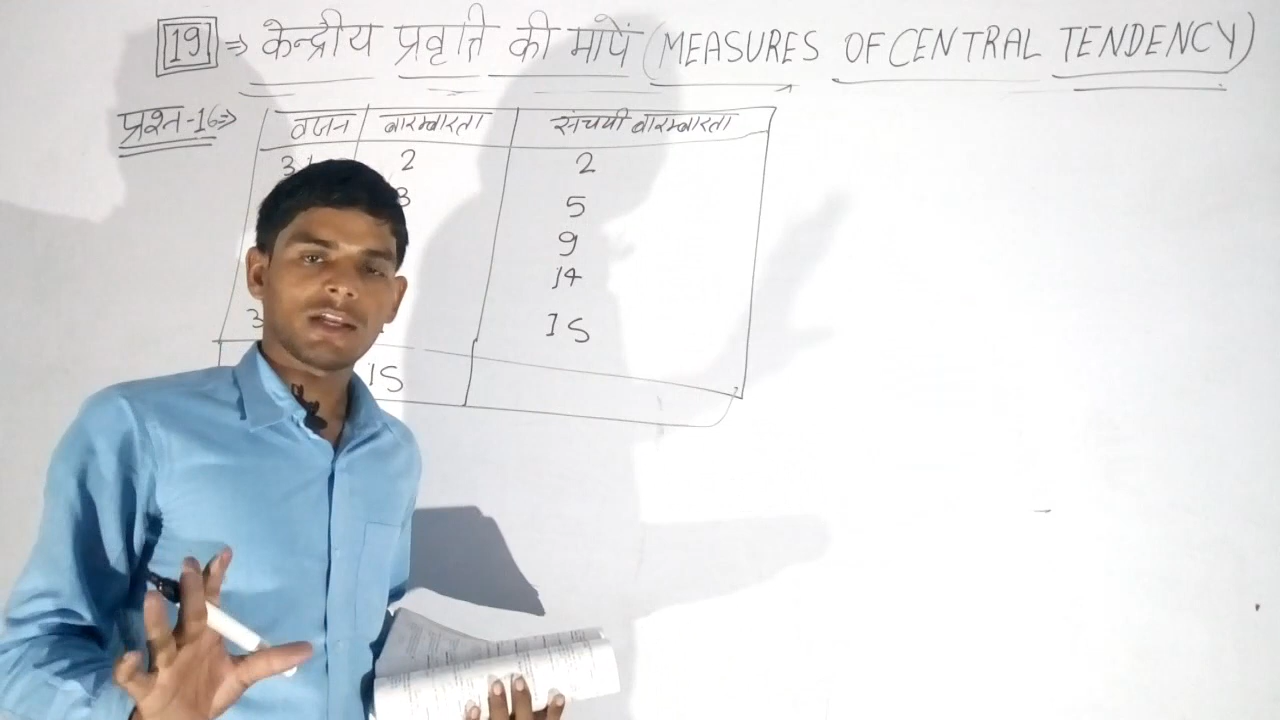 19 ⇒ केन्द्रीय प्रवृत्ति की मापें (MEASURES OF CENTRAL TENDENCY)
प्रश्न-16⇒
वजन बारम्बारता संचयी बारम्बारता
2 2
3 5
9
14
3 15
15